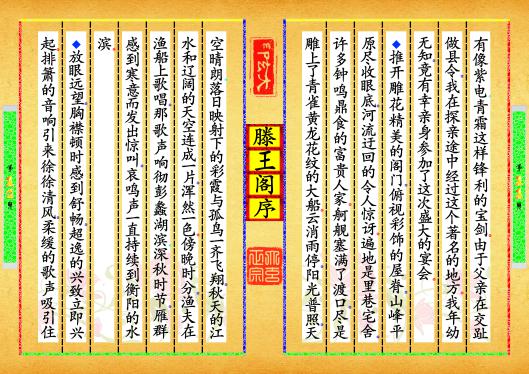 有像紫电青霜这样锋利的宝剑由于父亲在交趾
做县令我在探亲途中经过这个著名的地方我年幼
无知竟有幸亲身参加了这次盛大的宴会
◆推开雕花精美的阁门俯视彩饰的屋脊山峰平
原尽收眼底河流迂回的令人惊讶遍地是里巷宅舍
许多钟鸣鼎食的富贵人家舸舰塞满了渡口尽是
雕上了青雀黄龙花纹的大船云消雨停阳光普照天
滕王阁序
空晴朗落日映射下的彩霞与孤鸟一齐飞翔秋天的江
水和辽阔的天空连成一片浑然一色傍晚时分渔夫在
渔船上歌唱那歌声响彻彭蠡湖滨深秋时节雁群
感到寒意而发出惊叫哀鸣声一直持续到衡阳的水
滨
◆放眼远望胸襟顿时感到舒畅超逸的兴致立即兴
起排箫的音响引来徐徐清风柔缓的歌声吸引住